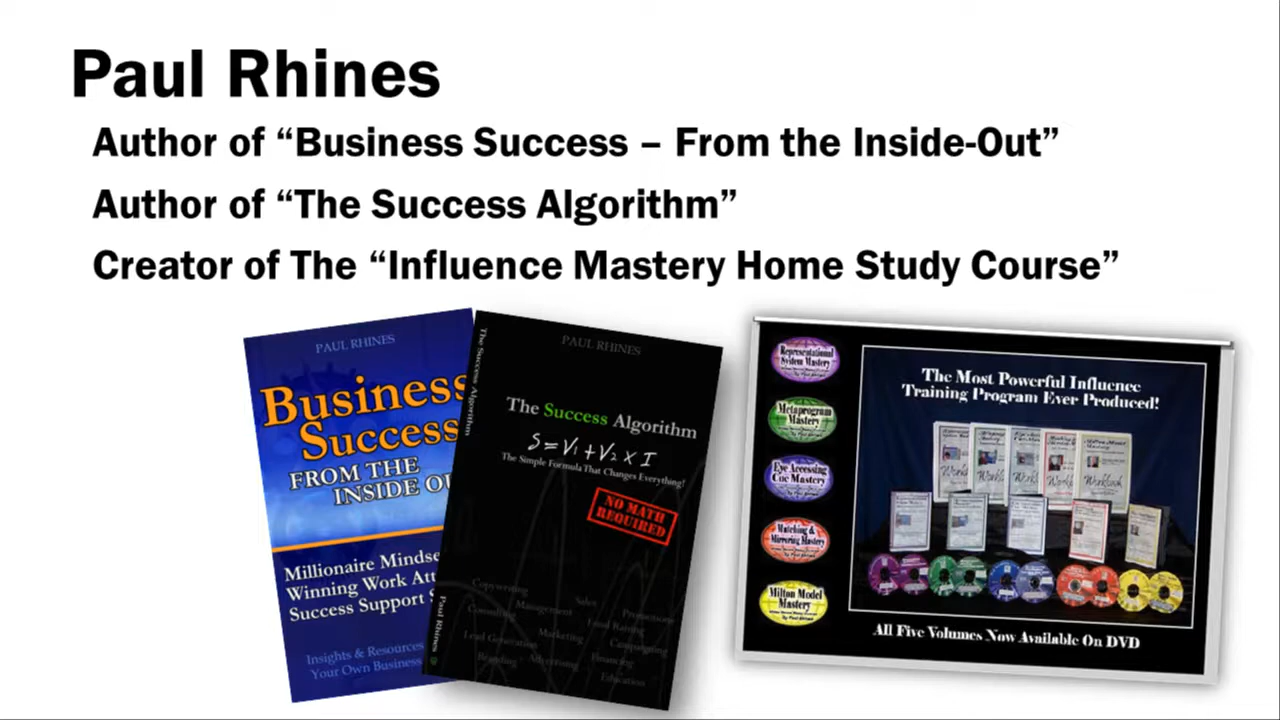 Paul Rhines
Author of “Business Success – From the Inside-Out”
Author of “The Success Algorithm”
Creator of The “Influence Mastery Home Study Course”
PAUL RHINES
Business
Success
FROM THE
INSIDE OU
Millionaire Mindse
Winning Work Att
Success Support S
Insights & Resources
Your Own Business
The Success Algorithm
Paul Rhines
PAUL RHINES
The Success Algorithm
S=V1+V2 x I
The Simple Formula That Changes Everything!
NO MATH
REQUIRED
Copywriting
Sales
Promotions
Consulting
Management
Fund Raising
Lead Generation
Marketing
Campaigning
Branding
Advertising
Financing
Education
Representational
System Mastery
Metaprogram
Mastery
Eye Accessing
Cue Mastery
Matching &
Mirroring Mastery
Milton Model
Mastery
The Most Powerful Influenec
Training Program Ever Produced!
Workbook
All Five Volumes Now Available On DVD